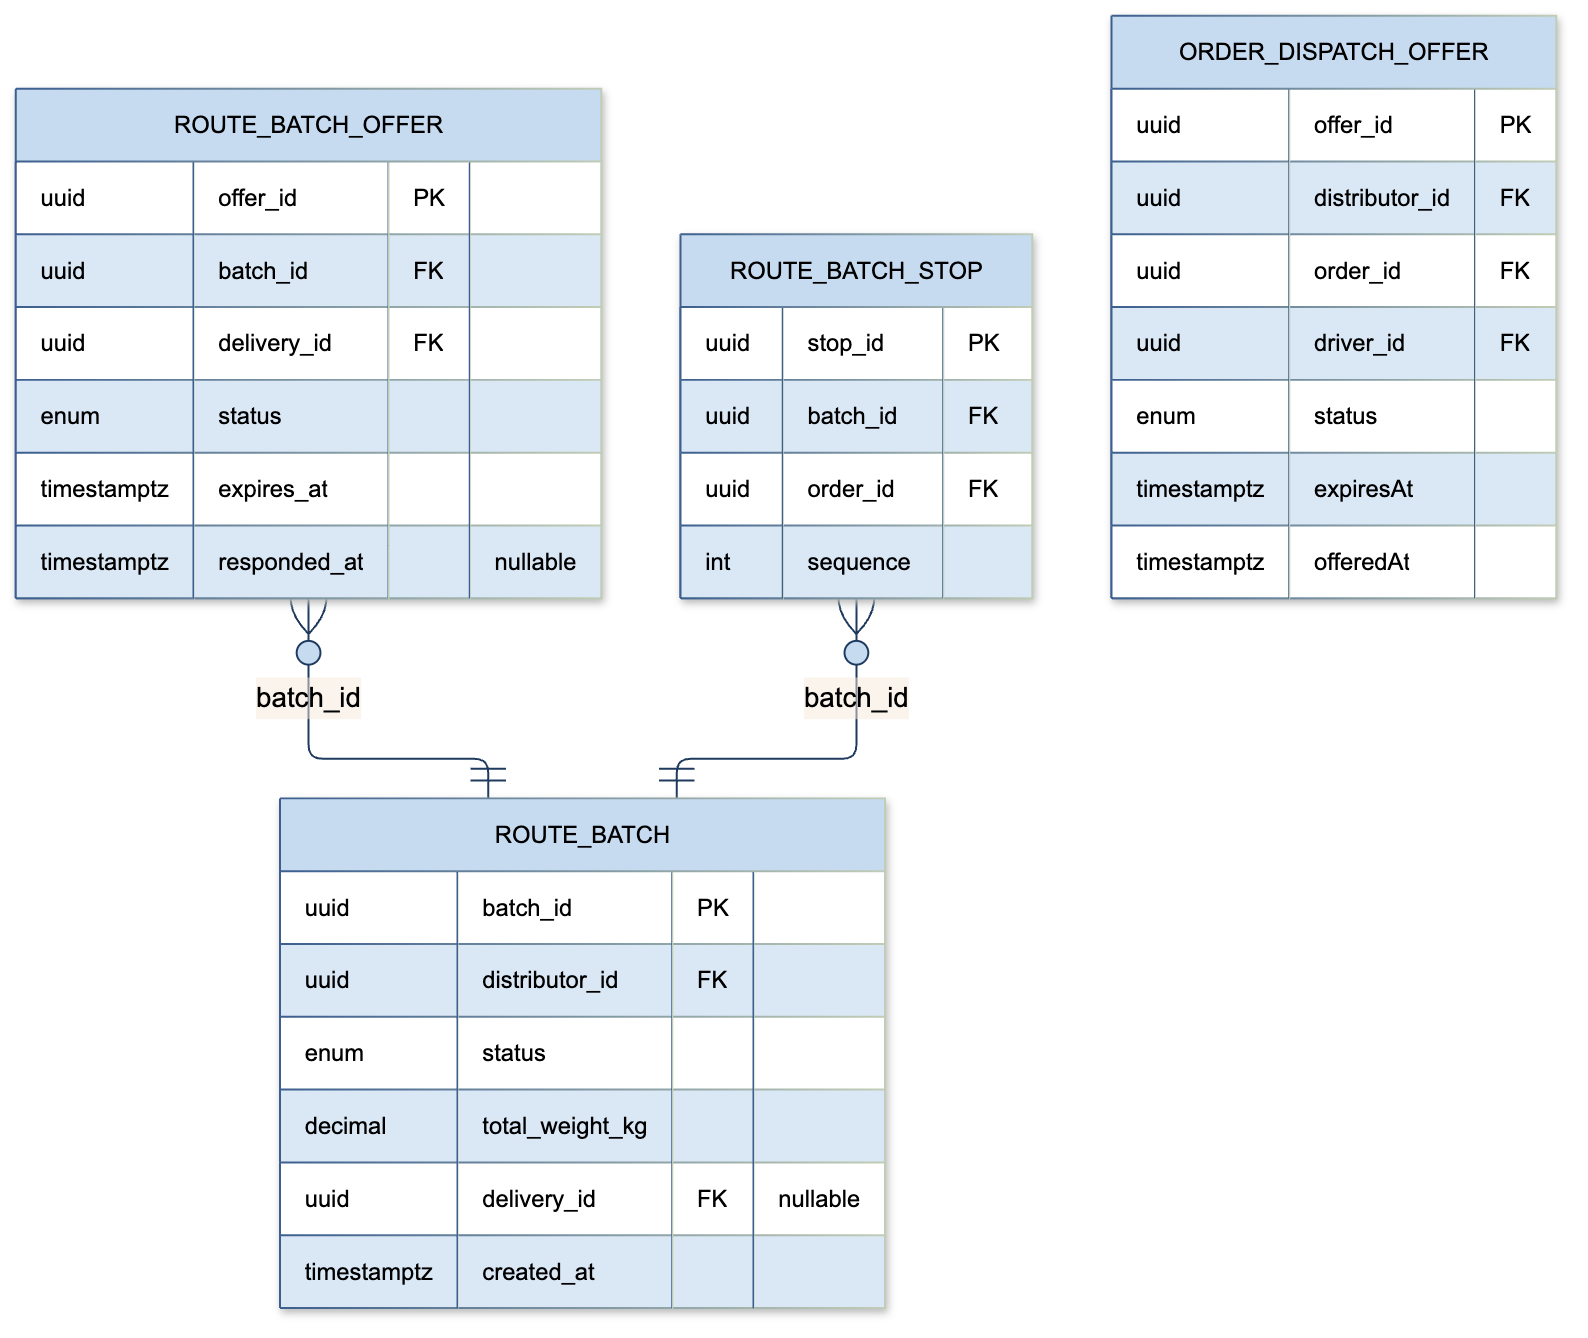 ROUTE_BATCH_OFFER
uuid offer_id PK
uuid batch_id FK
uuid delivery_id FK
enum status
timestamptz expires_at
timestamptz responded_at nullable
ROUTE_BATCH_STOP
uuid stop_id PK
uuid batch_id FK
uuid order_id FK
int sequence
ORDER_DISPATCH_OFFER
uuid offer_id PK
uuid distributor_id FK
uuid order_id FK
uuid driver_id FK
enum status
timestamptz expiresAt
timestamptz offeredAt
batch_id
batch_id
ROUTE_BATCH
uuid batch_id PK
uuid distributor_id FK
enum status
decimal total_weight_kg
uuid delivery_id FK nullable
timestamptz created_at